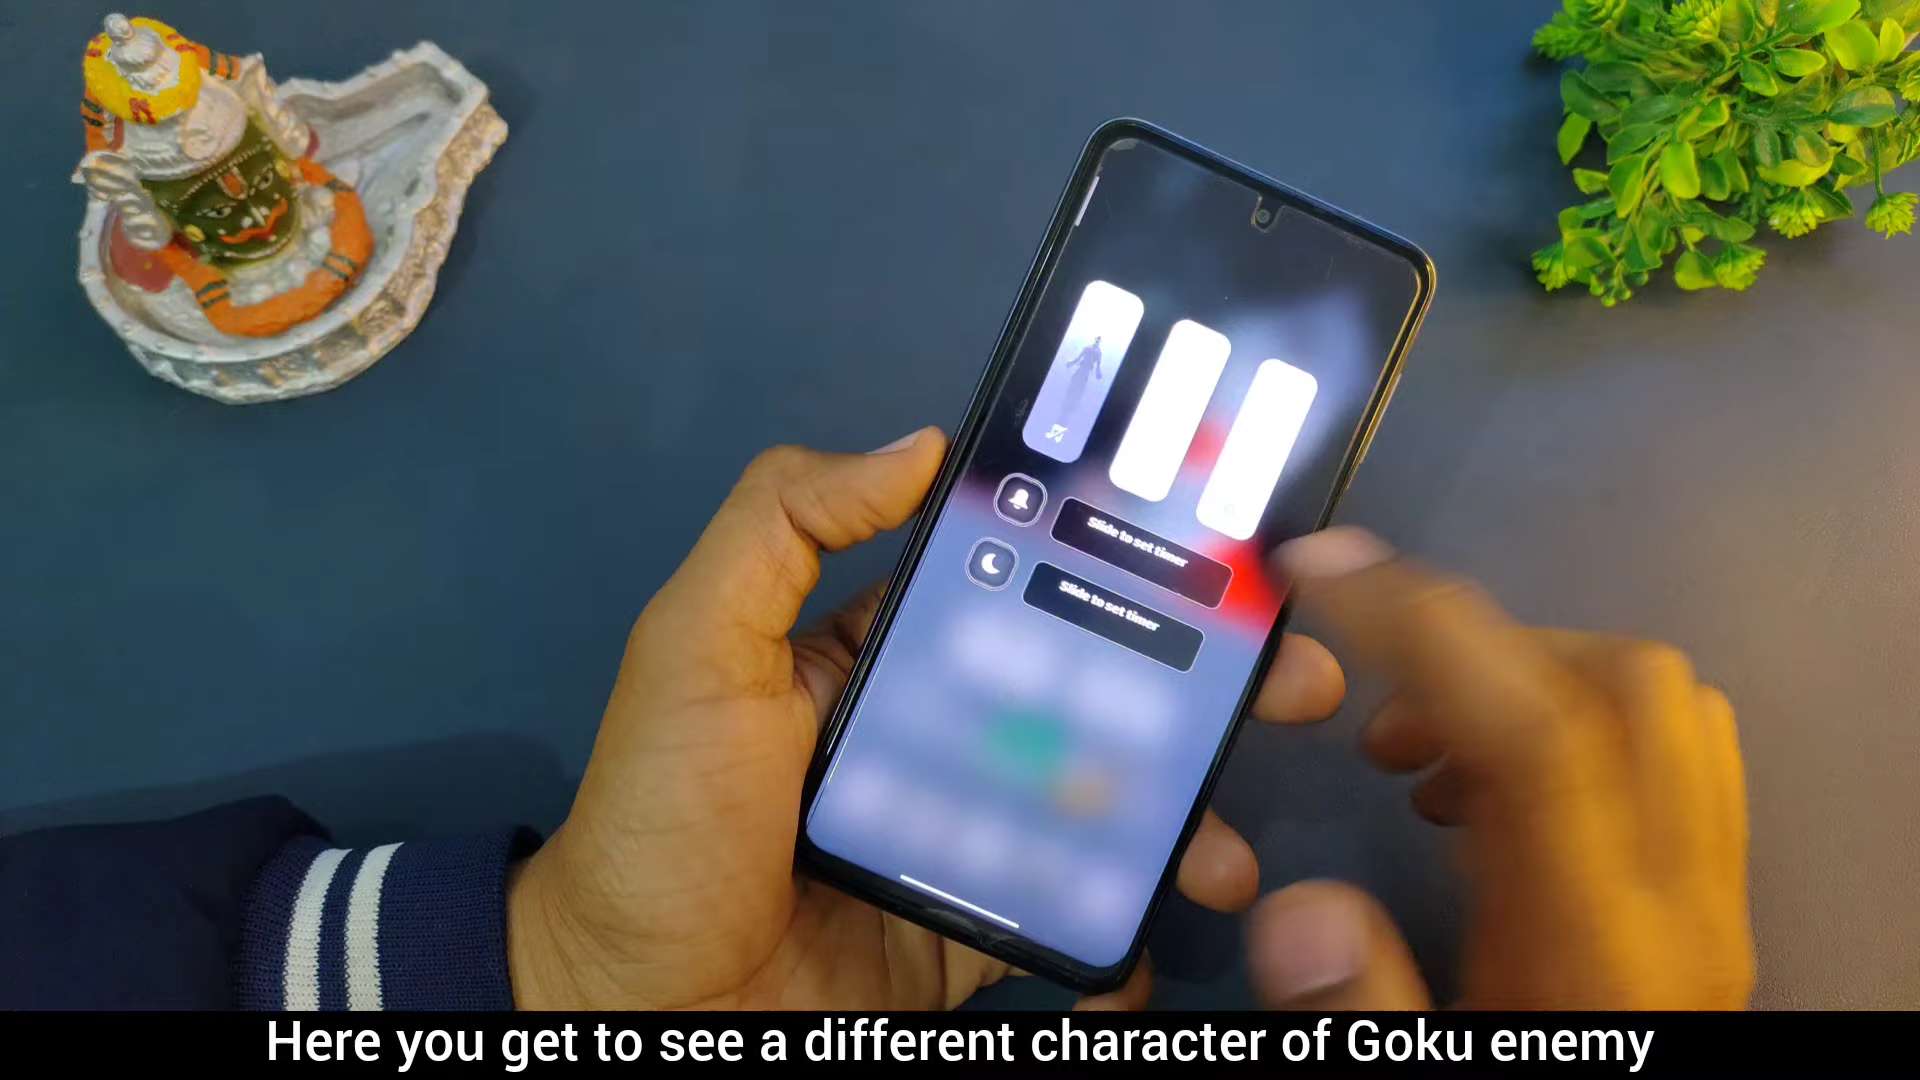 Slide to set timer
Slide to set timer
Here you get to see a different character of Goku enemy